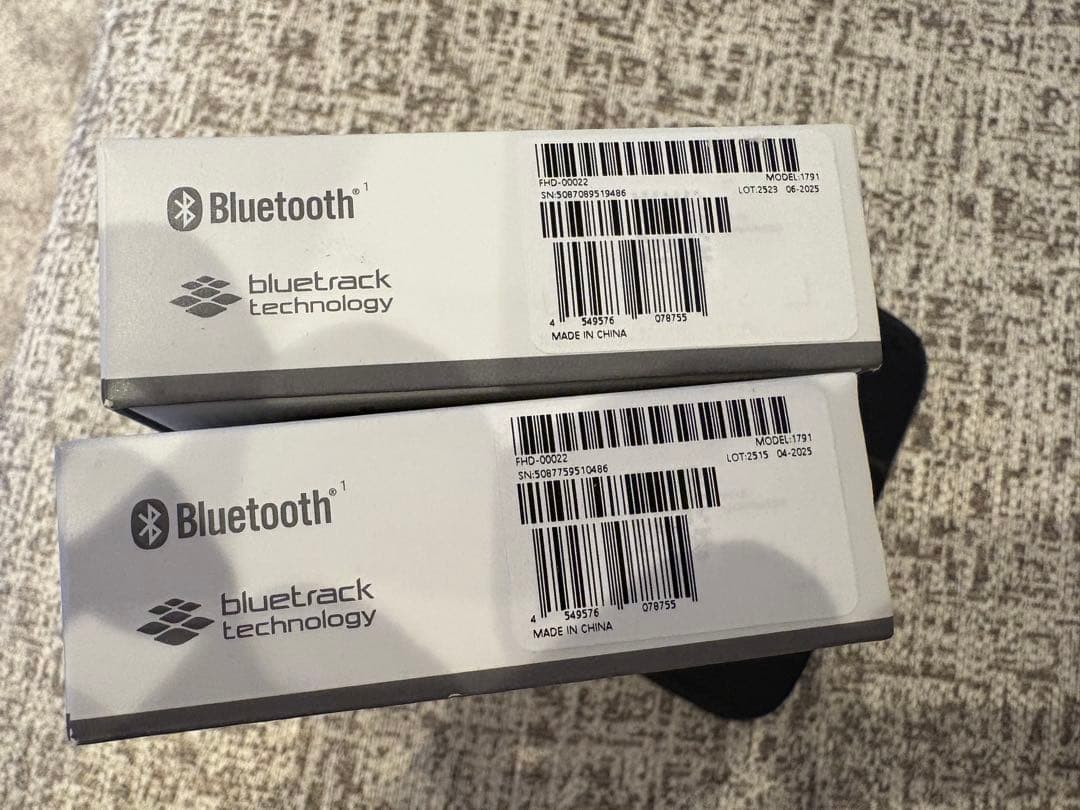 Bluetooth® 1
bluetrack
technology
FHD-00022 MODEL:1791
SN:5087089519486 LOT:2523 06-2025
4 549576 078755
MADE IN CHINA
Bluetooth® 1
bluetrack
technology
FHD-00022 MODEL:1791
SN:5087759510486 LOT:2515 04-2025
4 549576 078755
MADE IN CHINA